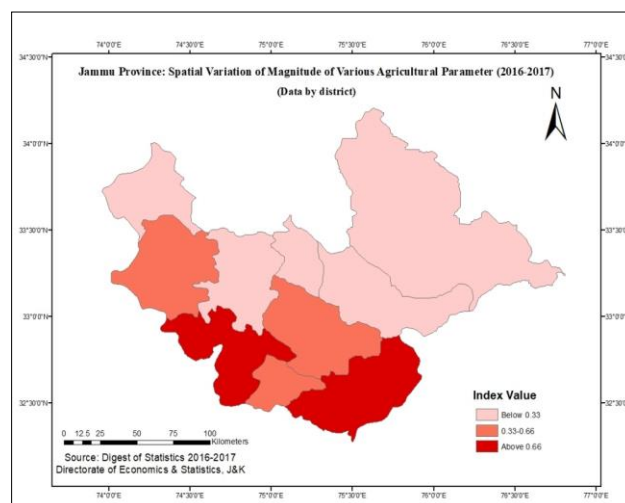 74°0'0"E 74°30'0"E 75°0'0"E 75°30'0"E 76°0'0"E 76°30'0"E 77°0'0"E
34°30'0"N 34°30'0"N
Jammu Province: Spatial Variation of Magnitude of Various Agricultural Parameter (2016-2017)
(Data by district)
N
34°0'0"N 34°0'0"N
33°30'0"N 33°30'0"N
33°0'0"N 33°0'0"N
32°30'0"N 32°30'0"N
Index Value
Below 0.33
0.33-0.66
Above 0.66
0 12.5 25 50 75 100
Kilometers
Source: Digest of Statistics 2016-2017
Directorate of Economics & Statistics, J&K
74°0'0"E 74°30'0"E 75°0'0"E 75°30'0"E 76°0'0"E 76°30'0"E 77°0'0"E